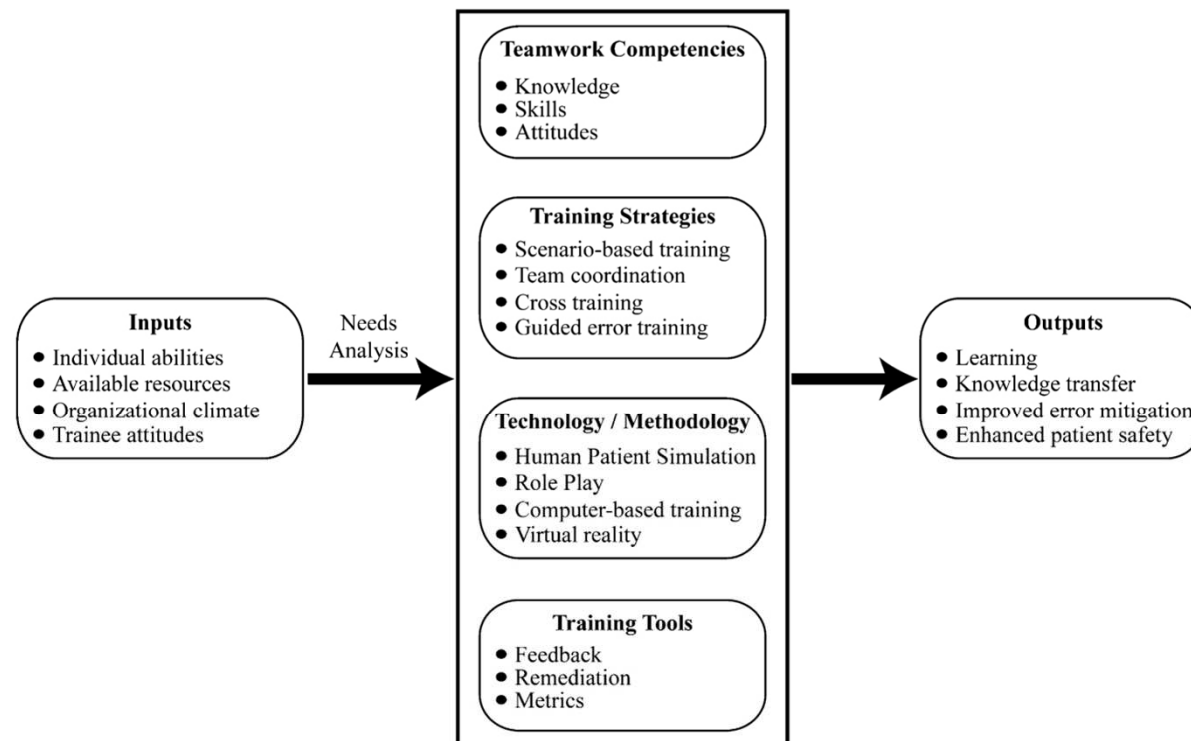 Inputs
● Individual abilities
● Available resources
● Organizational climate
● Trainee attitudes
Needs
Analysis
Teamwork Competencies
● Knowledge
● Skills
● Attitudes
Training Strategies
● Scenario-based training
● Team coordination
● Cross training
● Guided error training
Technology / Methodology
● Human Patient Simulation
● Role Play
● Computer-based training
● Virtual reality
Training Tools
● Feedback
● Remediation
● Metrics
Outputs
● Learning
● Knowledge transfer
● Improved error mitigation
● Enhanced patient safety